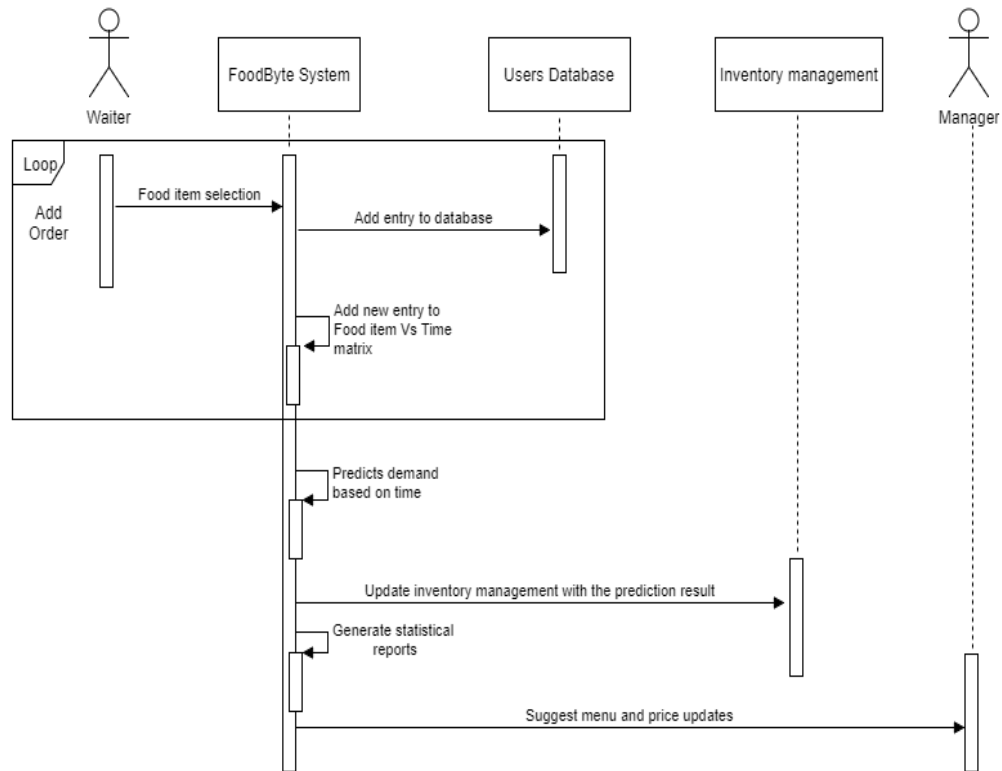 Waiter
FoodByte System
Users Database
Inventory management
Manager
Loop
Add
Order
Food item selection
Add entry to database
Add new entry to
Food item Vs Time
matrix
Predicts demand
based on time
Update inventory management with the prediction result
Generate statistical
reports
Suggest menu and price updates